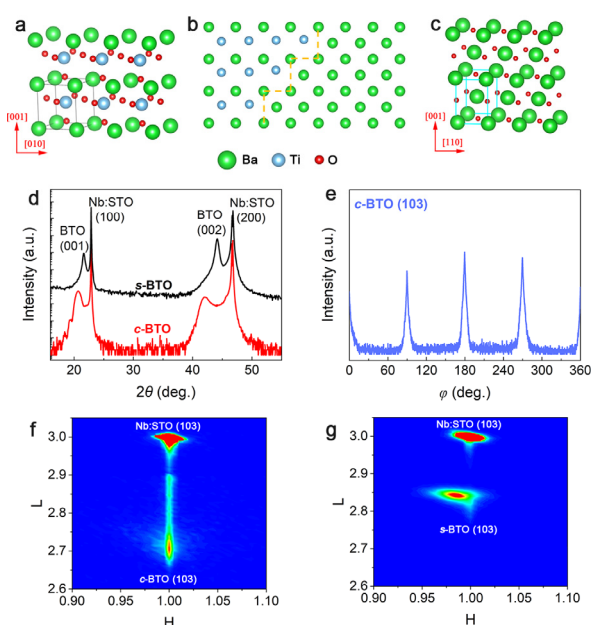 a
b
c
[001]
[010]
[001]
[110]
Ba
Ti
O
d
Nb:STO
(100)
BTO
(001)
Nb:STO
(200)
BTO
(002)
s-BTO
c-BTO
Intensity (a.u.)
20
30
40
50
2θ (deg.)
e
c-BTO (103)
Intensity (a.u.)
0
90
180
270
360
φ (deg.)
f
Nb:STO (103)
3.0
2.9
2.8
2.7
2.6
L
c-BTO (103)
0.90
0.95
1.00
1.05
1.10
H
g
Nb:STO (103)
3.0
2.9
2.8
2.7
2.6
L
s-BTO (103)
0.90
0.95
1.00
1.05
1.10
H